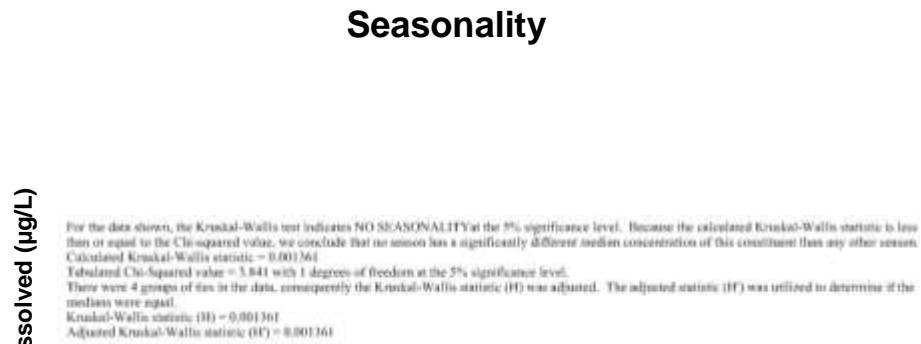 Seasonality
ssolved (µg/L)
For the data shown, the Kruskal-Wallis test indicates NO SEASONALITYat the 5% significance level. Because the calculated Kruskal-Wallis statistic is less
than or equal to the Chi-squared value, we conclude that no season has a significantly different median concentration of this constituent than any other season.
Calculated Kruskal-Wallis statistic = 0.001361
Tabulated Chi-Squared value = 3.841 with 1 degrees of freedom at the 5% significance level.
There were 4 groups of ties in the data, consequently the Kruskal-Wallis statistic (H) was adjusted. The adjusted statistic (H') was utilized to determine if the
medians were equal.
Kruskal-Wallis statistic (H) = 0.001361
Adjusted Kruskal-Wallis statistic (H') = 0.001361